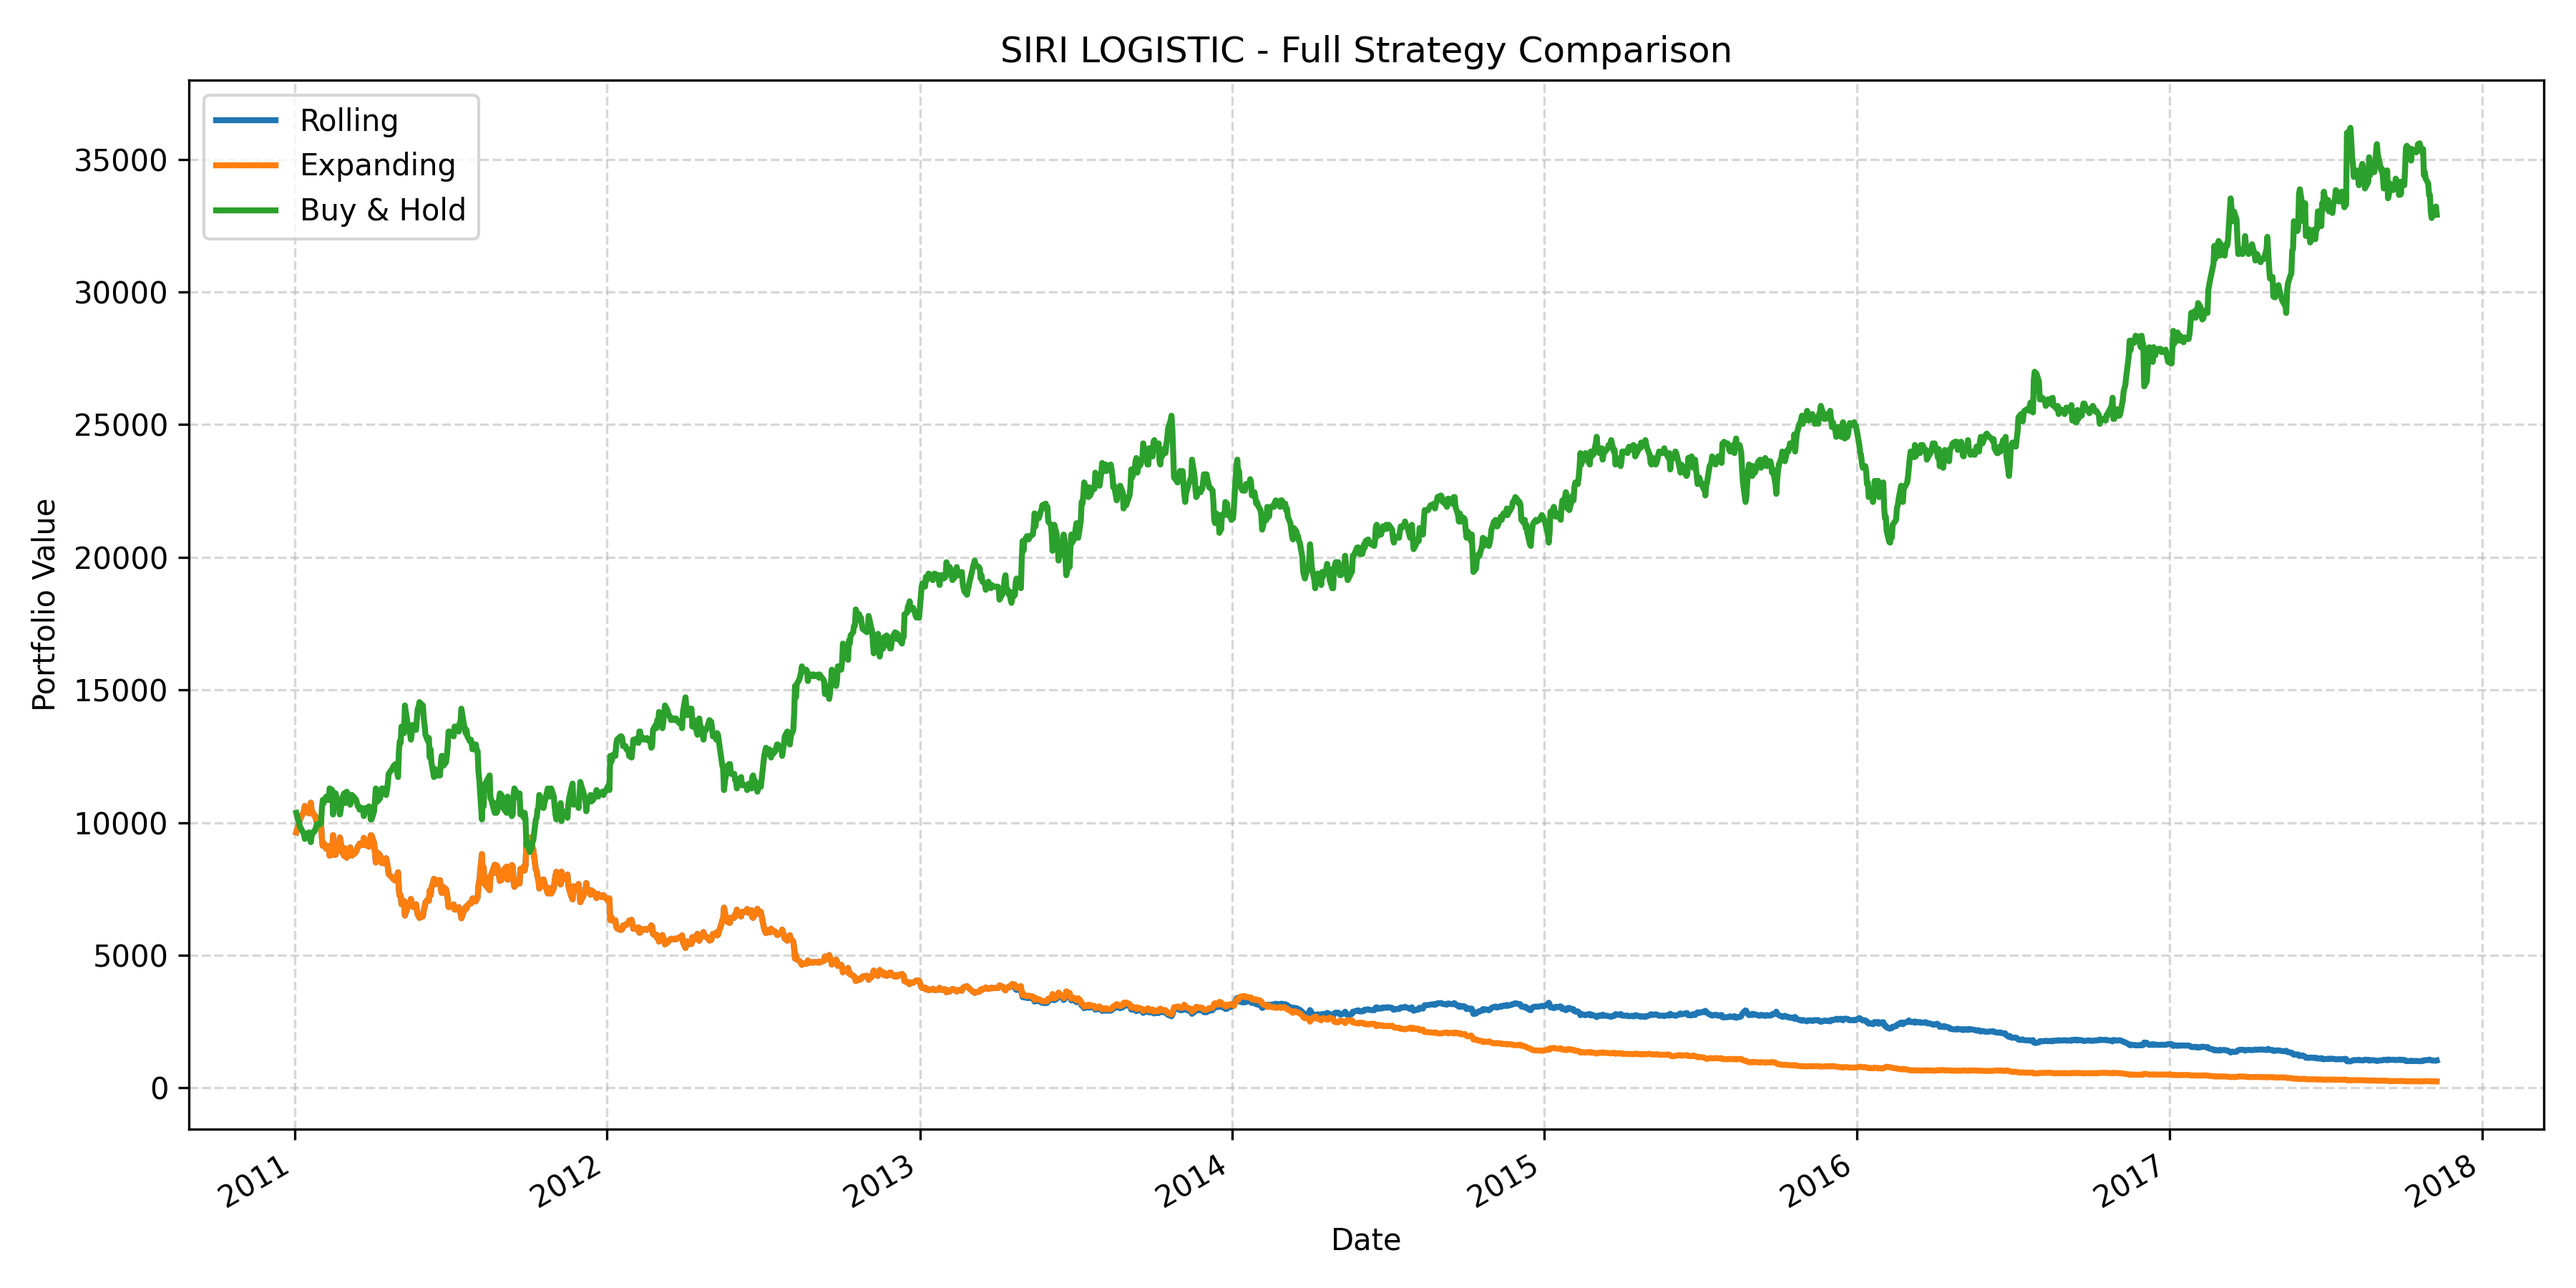 SIRI LOGISTIC - Full Strategy Comparison
Rolling
Expanding
Buy & Hold
35000
30000
25000
20000
15000
10000
5000
0
Portfolio Value
2011
2012
2013
2014
2015
2016
2017
2018
Date